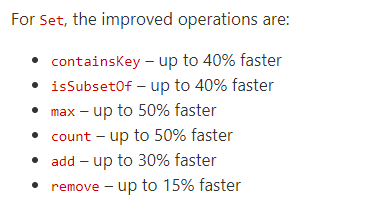 For Set, the improved operations are:
• containsKey – up to 40% faster
• isSubsetOf – up to 40% faster
• max – up to 50% faster
• count – up to 50% faster
• add – up to 30% faster
• remove – up to 15% faster